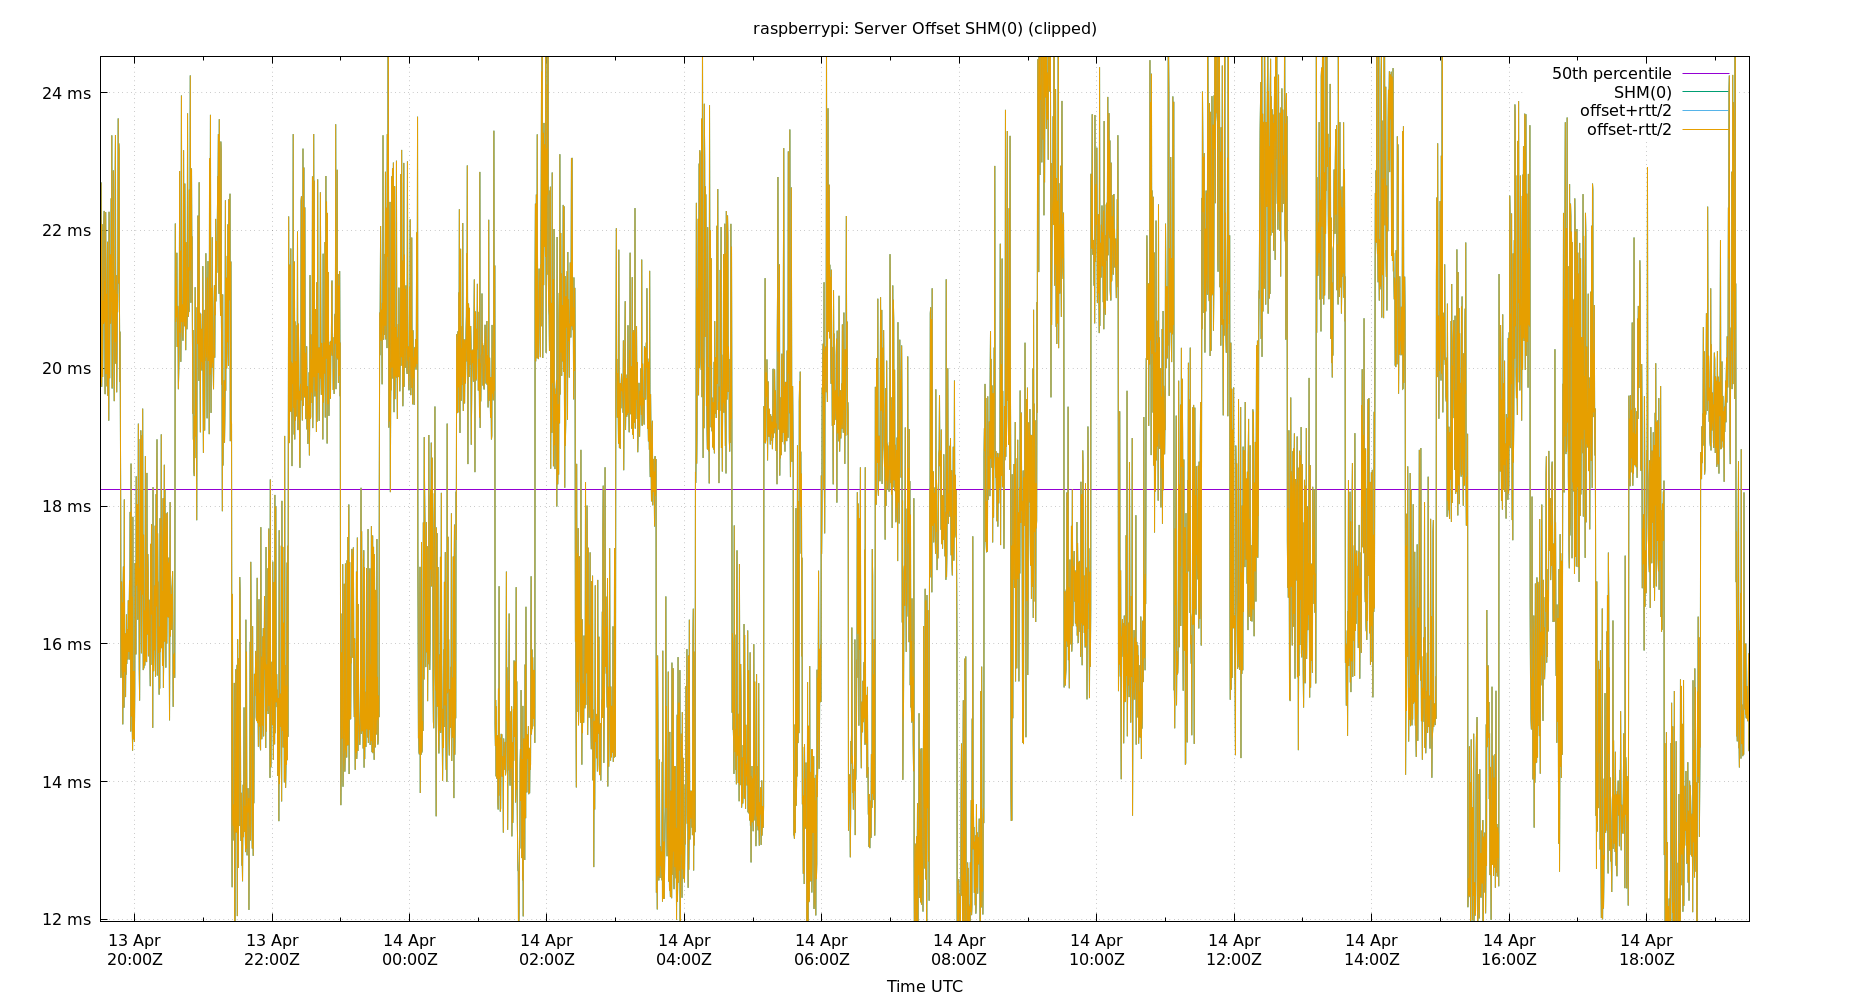 raspberrypi: Server Offset SHM(0) (clipped)
50th percentile
SHM(0)
offset+rtt/2
offset-rtt/2
24 ms
22 ms
20 ms
18 ms
16 ms
14 ms
12 ms
13 Apr 13 Apr 14 Apr 14 Apr 14 Apr 14 Apr 14 Apr 14 Apr 14 Apr 14 Apr 14 Apr 14 Apr
20:00Z 22:00Z 00:00Z 02:00Z 04:00Z 06:00Z 08:00Z 10:00Z 12:00Z 14:00Z 16:00Z 18:00Z
Time UTC